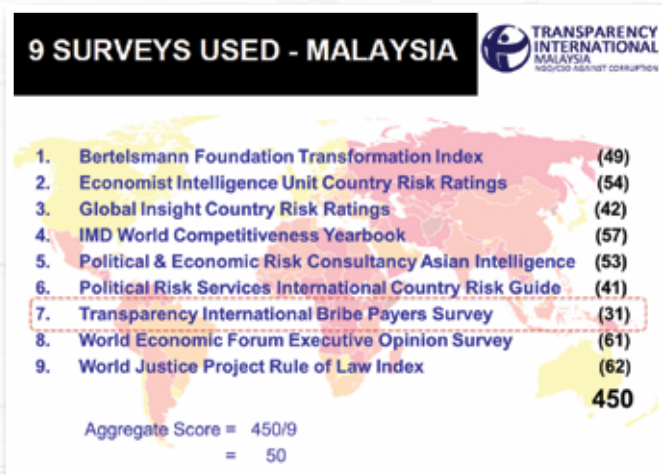 9 SURVEYS USED - MALAYSIA
TRANSPARENCY
INTERNATIONAL
MALAYSIA
NGO/CSO AGAINST CORRUPTION
1. Bertelsmann Foundation Transformation Index (49)
2. Economist Intelligence Unit Country Risk Ratings (54)
3. Global Insight Country Risk Ratings (42)
4. IMD World Competitiveness Yearbook (57)
5. Political & Economic Risk Consultancy Asian Intelligence (53)
6. Political Risk Services International Country Risk Guide (41)
7. Transparency International Bribe Payers Survey (31)
8. World Economic Forum Executive Opinion Survey (61)
9. World Justice Project Rule of Law Index (62)
450
Aggregate Score = 450/9
= 50